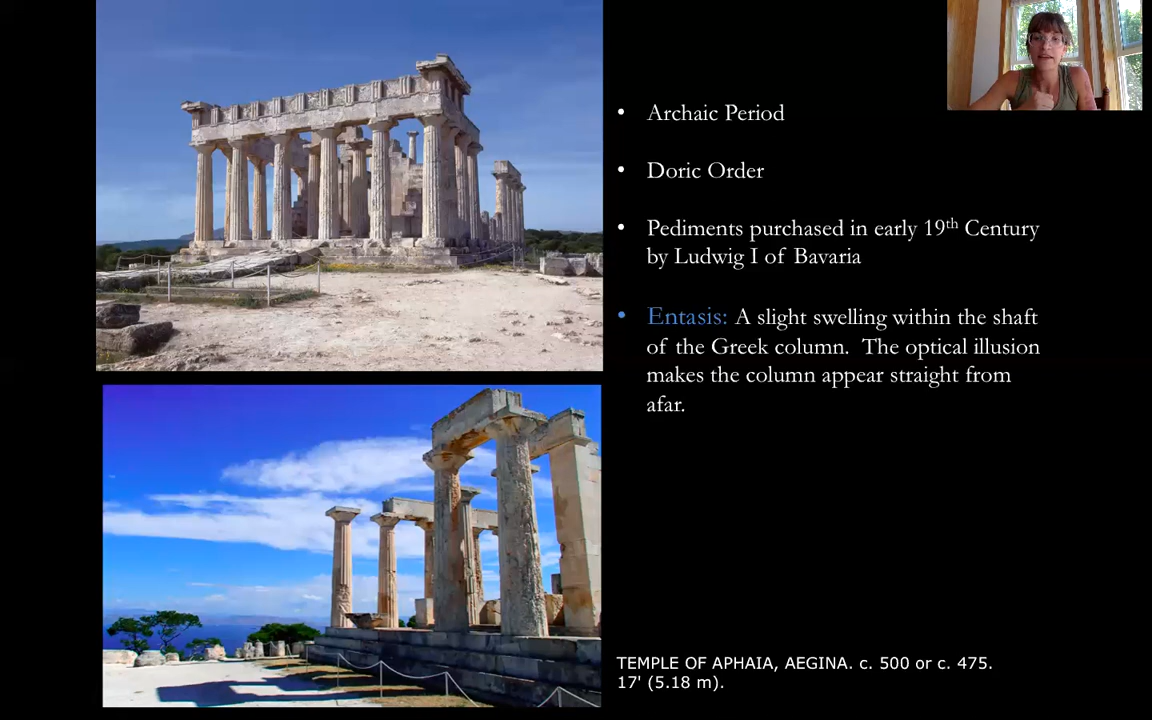 • Archaic Period
• Doric Order
• Pediments purchased in early 19th Century
by Ludwig I of Bavaria
• Entasis: A slight swelling within the shaft
of the Greek column. The optical illusion
makes the column appear straight from
afar.
TEMPLE OF APHAIA, AEGINA. c. 500 or c. 475.
17' (5.18 m).